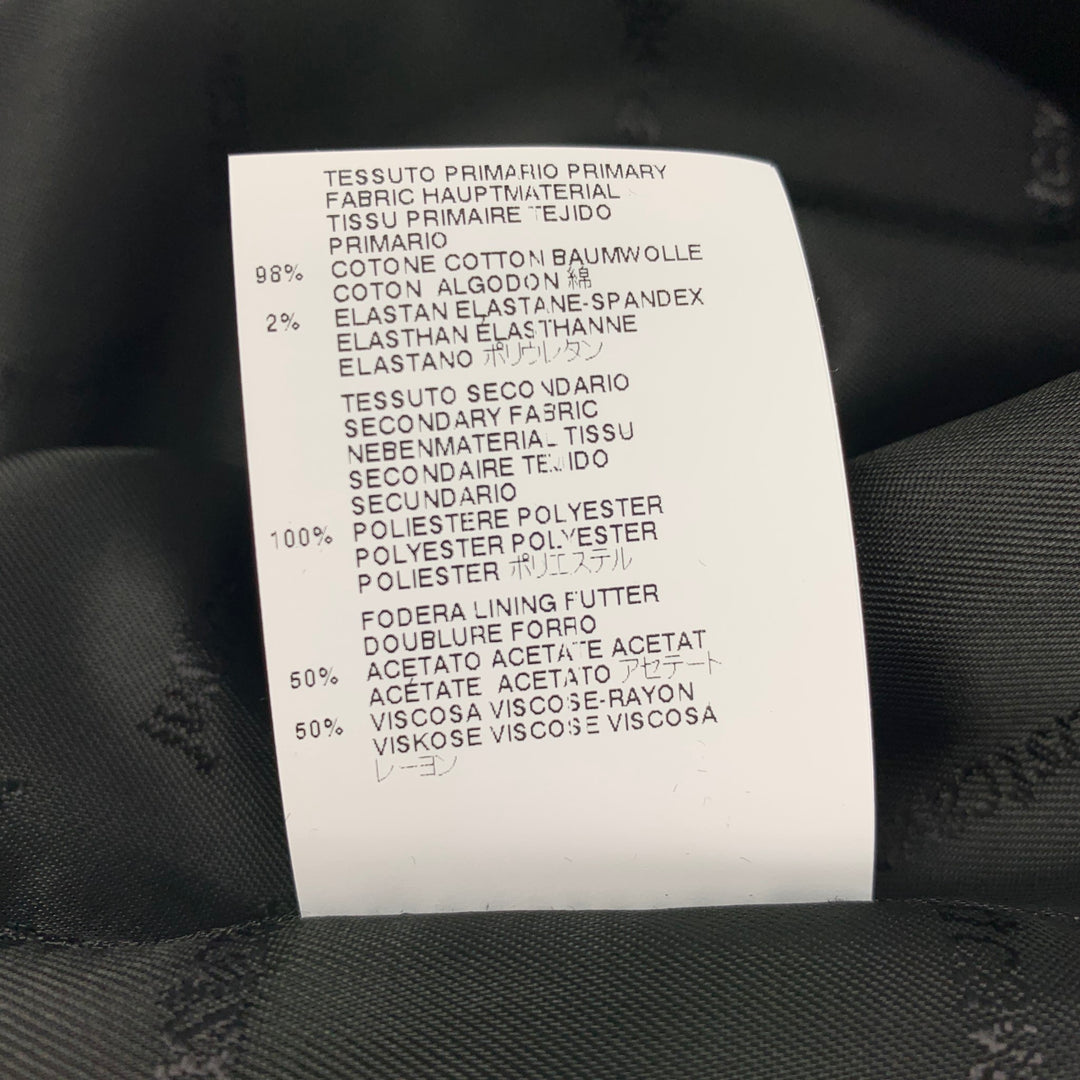 TESSUTO PRIMARIO PRIMARY
FABRIC HAUPTMATERIAL
TISSU PRIMAIRE TEJIDO
PRIMARIO
98% COTONE COTTON BAUMWOLLE
COTON ALGODON 綿
2% ELASTAN ELASTANE-SPANDEX
ELASTHAN ÉLASTHANNE
ELASTANO ポリウレタン
TESSUTO SECONDARIO
SECONDARY FABRIC
NEBENMATERIAL TISSU
SECONDAIRE TEJIDO
SECUNDARIO
100% POLIESTERE POLYESTER
POLYESTER POLYESTER
POLIESTER ポリエステル
FODERA LINING FUTTER
DOUBLURE FORRO
50% ACETATO ACETATE ACETAT
ACÉTATE ACETATO アセテート
50% VISCOSA VISCOSE-RAYON
VISKOSE VISCOSE VISCOSA
レーヨン